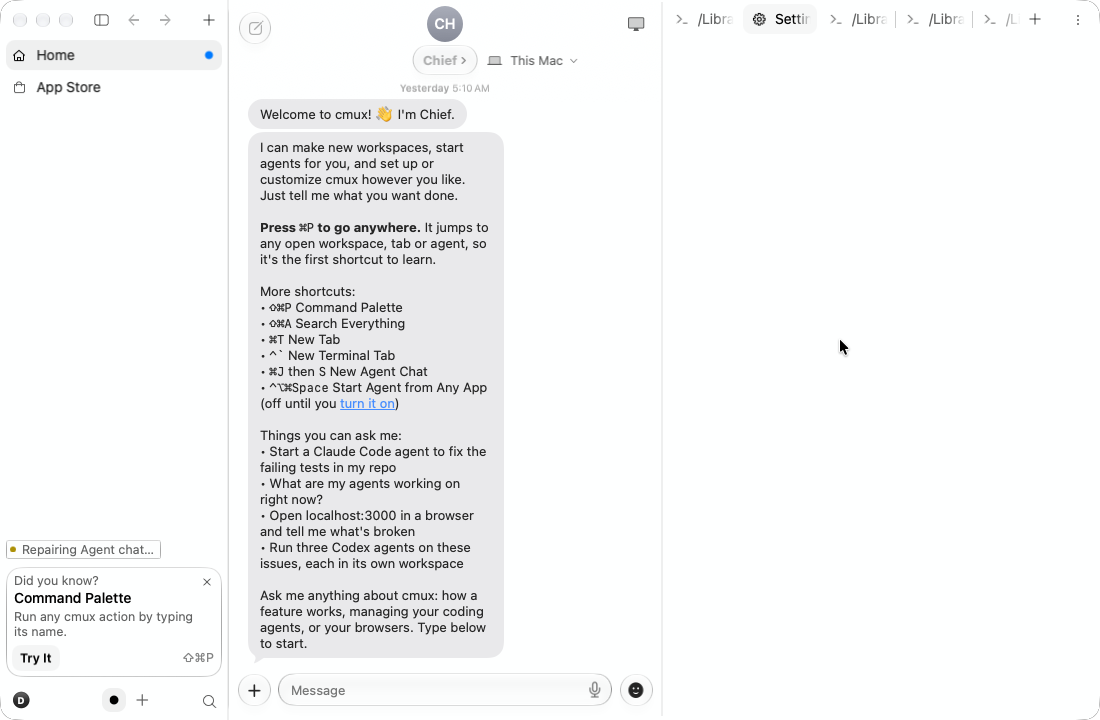 Home
App Store
Repairing Agent chat...
Did you know?
Command Palette
Run any cmux action by typing
its name.
Try It
⇧⌘P
D
CH
Chief ›
This Mac
Yesterday 5:10 AM
Welcome to cmux! 👋 I'm Chief.
I can make new workspaces, start
agents for you, and set up or
customize cmux however you like.
Just tell me what you want done.
Press ⌘P to go anywhere. It jumps to
any open workspace, tab or agent, so
it's the first shortcut to learn.
More shortcuts:
• ⇧⌘P Command Palette
• ⇧⌘A Search Everything
• ⌘T New Tab
• ^` New Terminal Tab
• ⌘J then S New Agent Chat
• ^⌥⌘Space Start Agent from Any App
(off until you turn it on)
Things you can ask me:
• Start a Claude Code agent to fix the
failing tests in my repo
• What are my agents working on
right now?
• Open localhost:3000 in a browser
and tell me what's broken
• Run three Codex agents on these
issues, each in its own workspace
Ask me anything about cmux: how a
feature works, managing your coding
agents, or your browsers. Type below
to start.
Message
/Libra
Settir
/Libra
/Libra